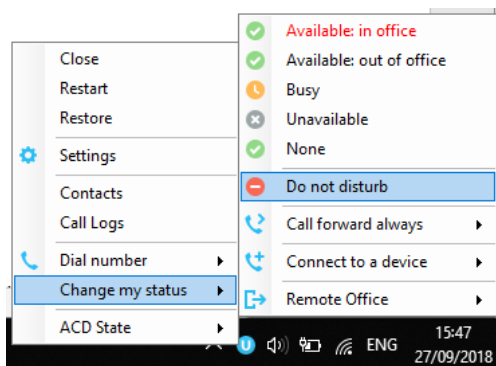 Close
Restart
Restore
Settings
Contacts
Call Logs
Dial number
Change my status
ACD State
Available: in office
Available: out of office
Busy
Unavailable
None
Do not disturb
Call forward always
Connect to a device
Remote Office
U
ENG
15:47
27/09/2018